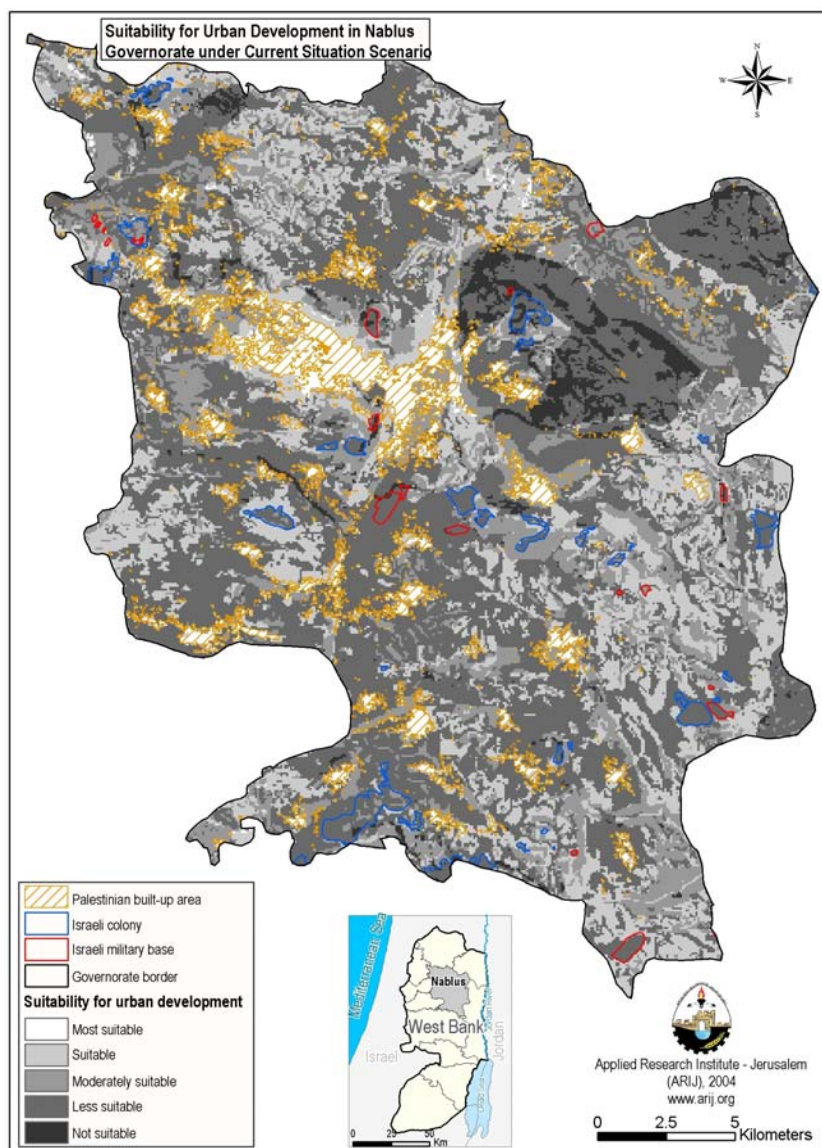 Suitability for Urban Development in Nablus
Governorate under Current Situation Scenario
N
W
E
S
Palestinian built-up area
Israeli colony
Israeli military base
Governorate border
Suitability for urban development
Most suitable
Suitable
Moderately suitable
Less suitable
Not suitable
Mediterranean Sea
Nablus
West Bank
Israel
Jordan
0 25 50
Km
Applied Research Institute - Jerusalem
(ARIJ), 2004
www.arij.org
0 2.5 5
Kilometers